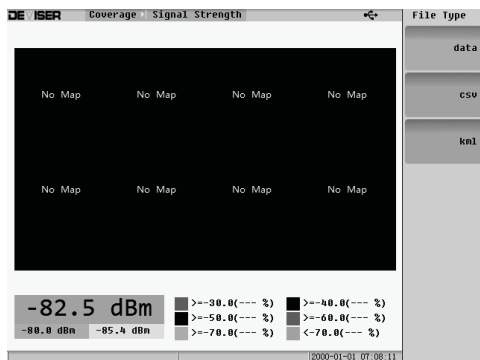 DEVISER Coverage Signal Strength File Type
data
csv
kml
No Map No Map No Map No Map
No Map No Map No Map No Map
-82.5 dBm
-80.0 dBm -85.4 dBm
>=-30.0(--- %) >=-40.0(--- %)
>=-50.0(--- %) >=-60.0(--- %)
>=-70.0(--- %) <-70.0(--- %)
2000-01-01 07:08:11